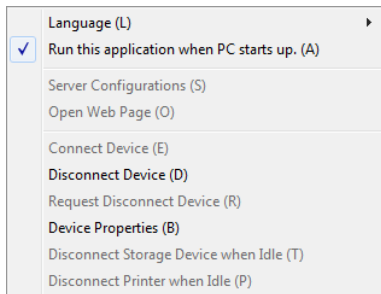 Language (L)
Run this application when PC starts up. (A)
Server Configurations (S)
Open Web Page (O)
Connect Device (E)
Disconnect Device (D)
Request Disconnect Device (R)
Device Properties (B)
Disconnect Storage Device when Idle (T)
Disconnect Printer when Idle (P)